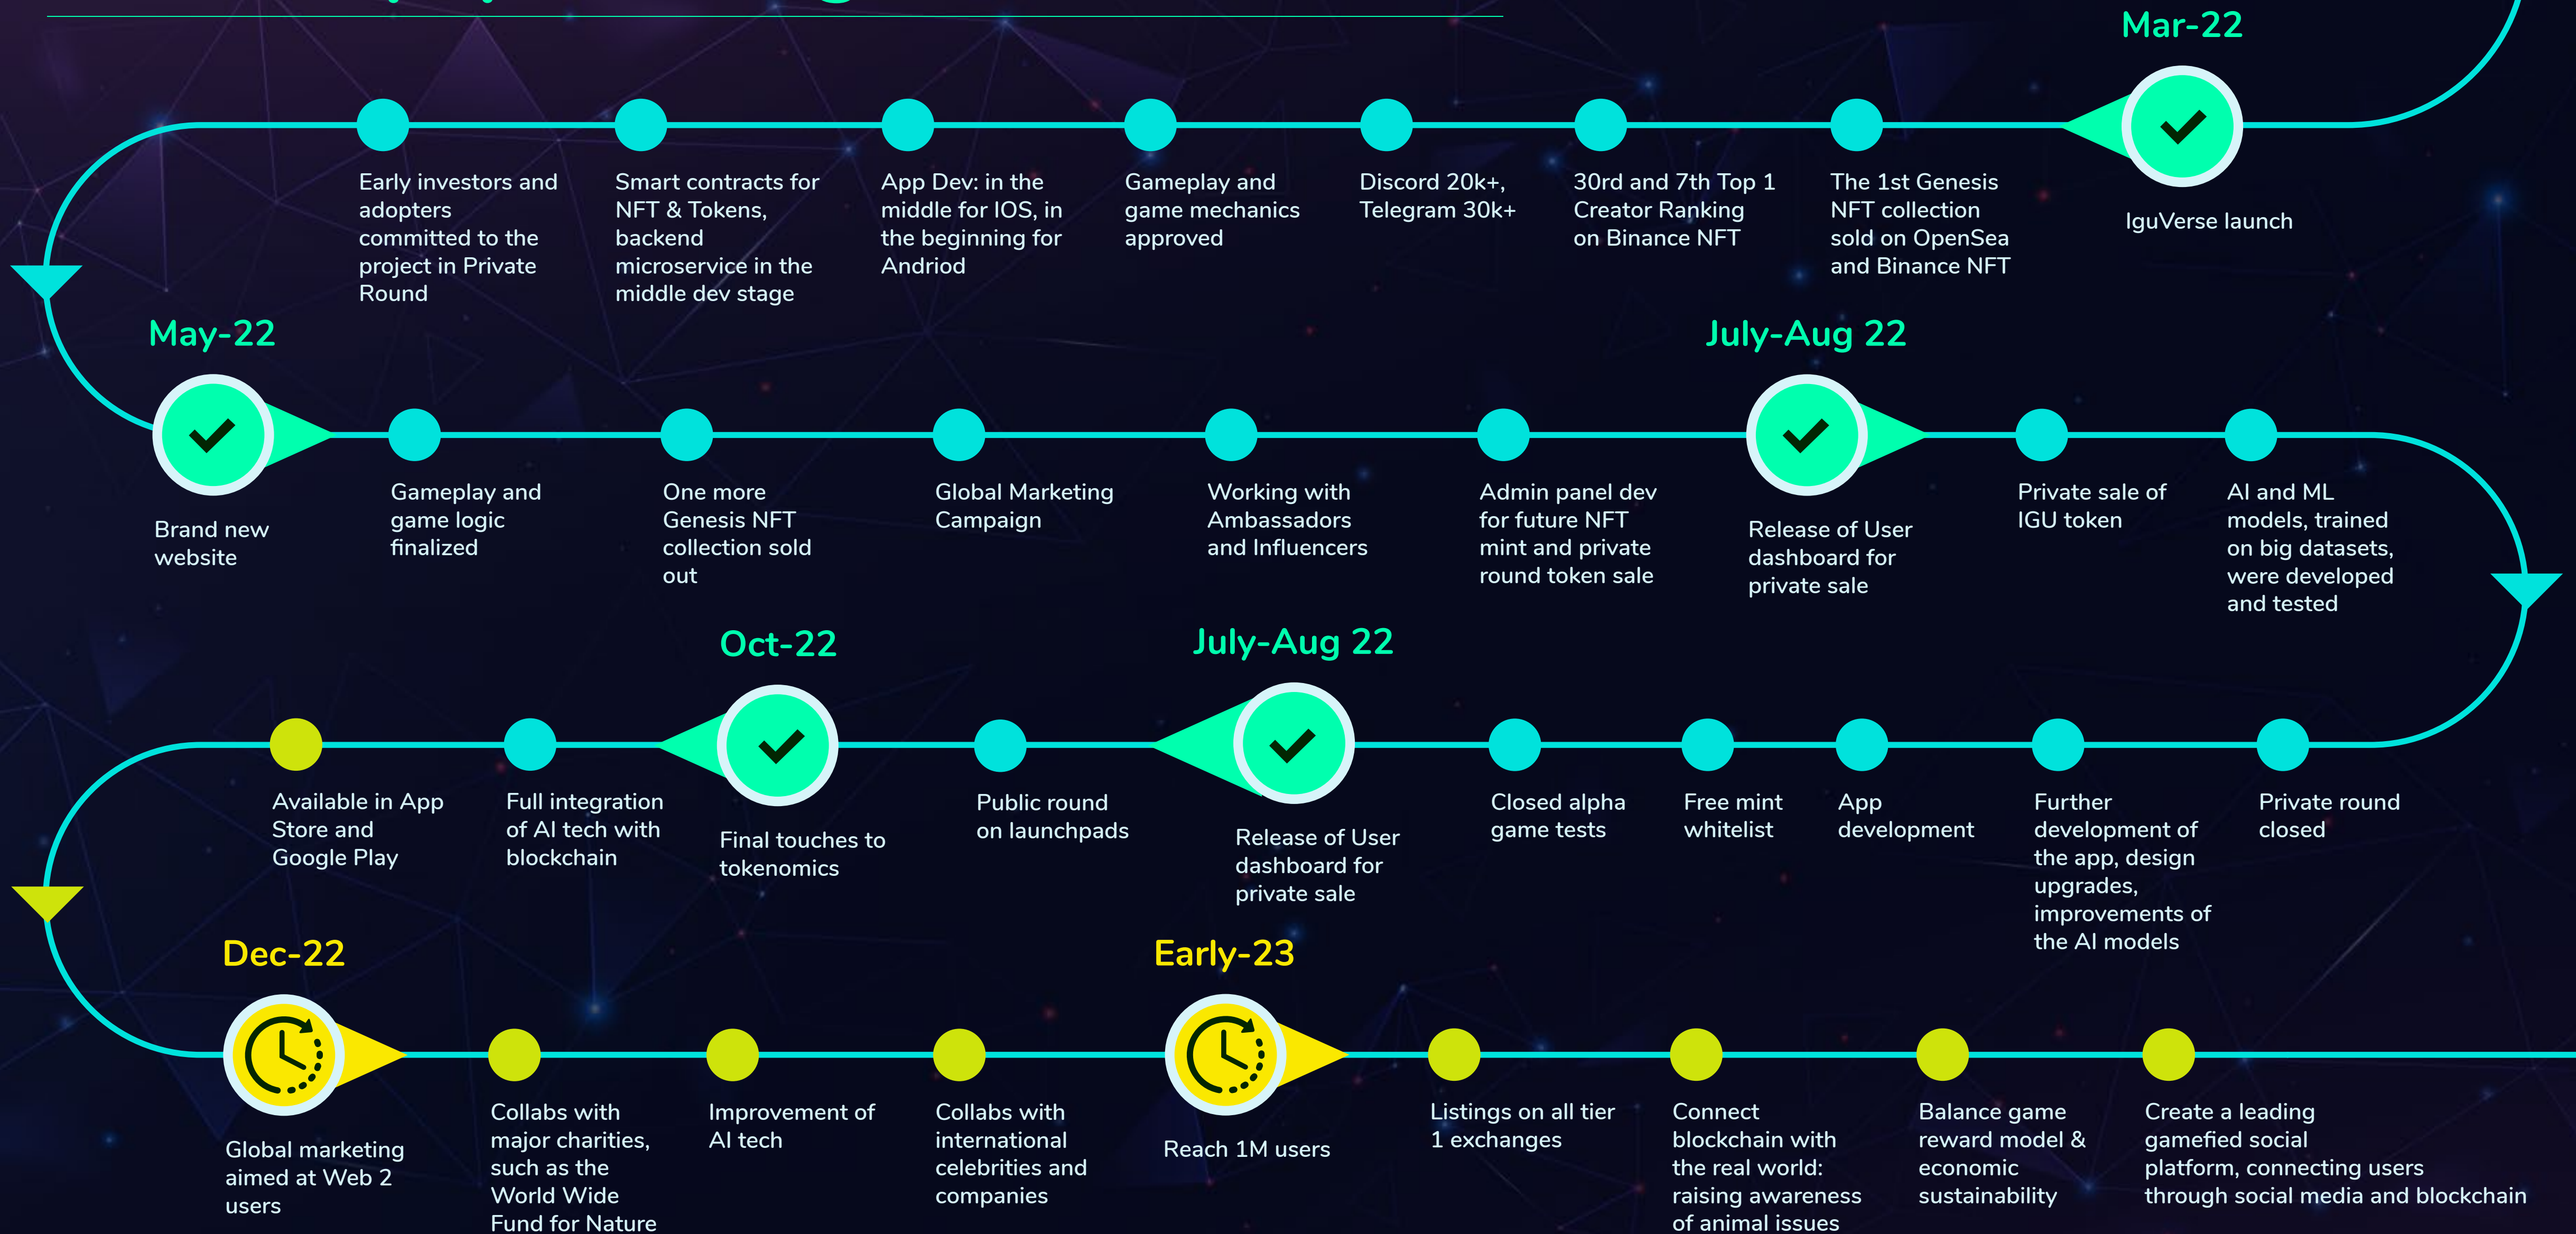 Mar-22
IguVerse launch
The 1st Genesis
NFT collection
sold on OpenSea
and Binance NFT
30rd and 7th Top 1
Creator Ranking
on Binance NFT
Discord 20k+,
Telegram 30k+
Gameplay and
game mechanics
approved
App Dev: in the
middle for IOS, in
the beginning for
Andriod
Smart contracts for
NFT & Tokens,
backend
microservice in the
middle dev stage
Early investors and
adopters
committed to the
project in Private
Round
May-22
Brand new
website
Gameplay and
game logic
finalized
One more
Genesis NFT
collection sold
out
Global Marketing
Campaign
Working with
Ambassadors
and Influencers
Admin panel dev
for future NFT
mint and private
round token sale
July-Aug 22
Release of User
dashboard for
private sale
Private sale of
IGU token
AI and ML
models, trained
on big datasets,
were developed
and tested
Private round
closed
Further
development of
the app, design
upgrades,
improvements of
the AI models
App
development
Free mint
whitelist
Closed alpha
game tests
July-Aug 22
Release of User
dashboard for
private sale
Public round
on launchpads
Oct-22
Final touches to
tokenomics
Full integration
of AI tech with
blockchain
Available in App
Store and
Google Play
Dec-22
Global marketing
aimed at Web 2
users
Collabs with
major charities,
such as the
World Wide
Fund for Nature
Improvement of
AI tech
Collabs with
international
celebrities and
companies
Early-23
Reach 1M users
Listings on all tier
1 exchanges
Connect
blockchain with
the real world:
raising awareness
of animal issues
Balance game
reward model &
economic
sustainability
Create a leading
gamefied social
platform, connecting users
through social media and blockchain